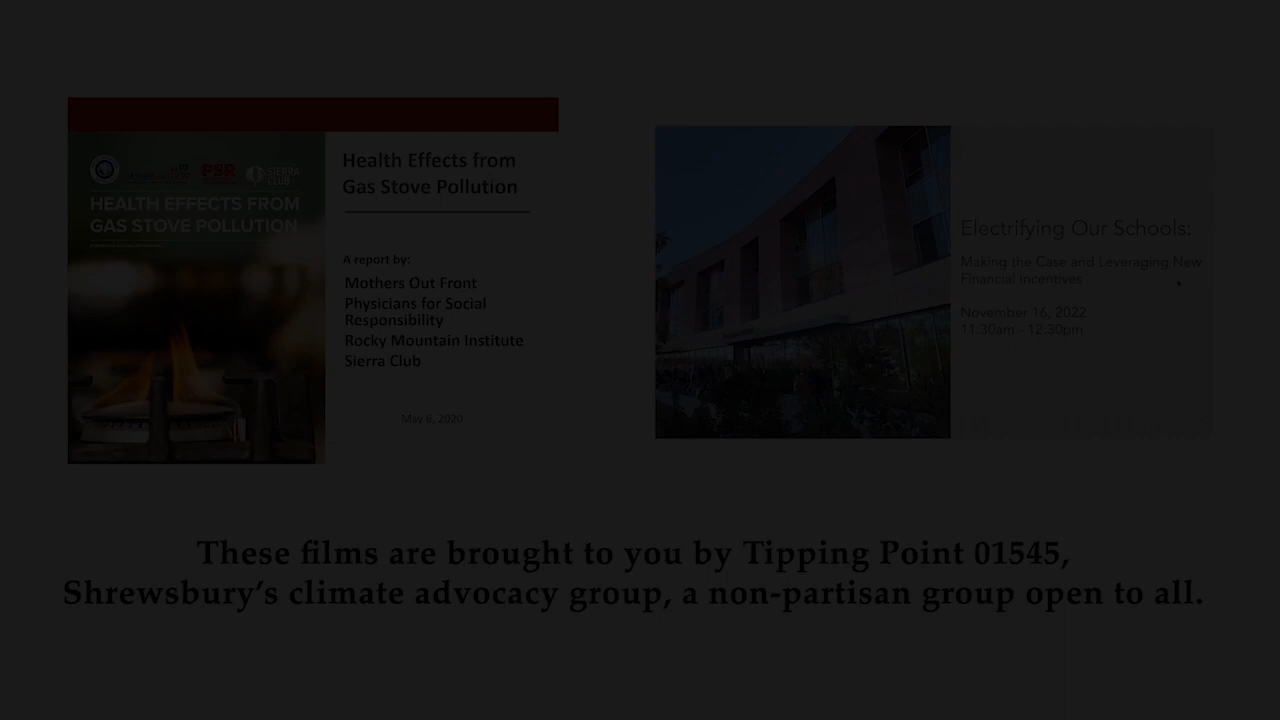 PSR
SIERRA
CLUB
HEALTH EFFECTS FROM
GAS STOVE POLLUTION
Health Effects from
Gas Stove Pollution
A report by:
Mothers Out Front
Physicians for Social
Responsibility
Rocky Mountain Institute
Sierra Club
May 6, 2020
Electrifying Our Schools:
Making the Case and Leveraging New
Financial Incentives
November 16, 2022
11:30am - 12:30pm
These films are brought to you by Tipping Point 01545,
Shrewsbury’s climate advocacy group, a non-partisan group open to all.